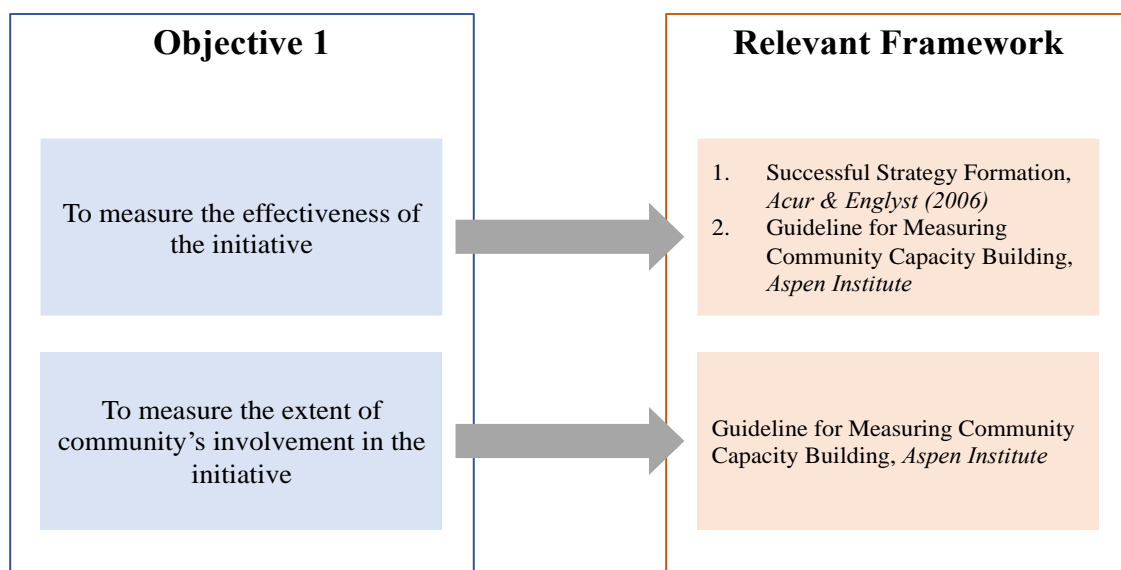 Objective 1
To measure the effectiveness of
the initiative
To measure the extent of
community’s involvement in the
initiative
Relevant Framework
1. Successful Strategy Formation,
Acur & Englyst (2006)
2. Guideline for Measuring
Community Capacity Building,
Aspen Institute
Guideline for Measuring Community
Capacity Building, Aspen Institute